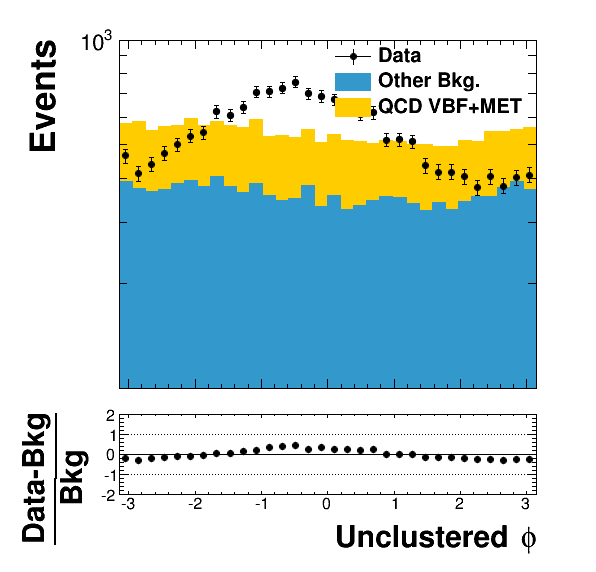 10³
Events
Data
Other Bkg.
QCD VBF+MET
Data-Bkg
Bkg
2
1
0
-1
-2
-3 -2 -1 0 1 2 3
Unclustered ϕ